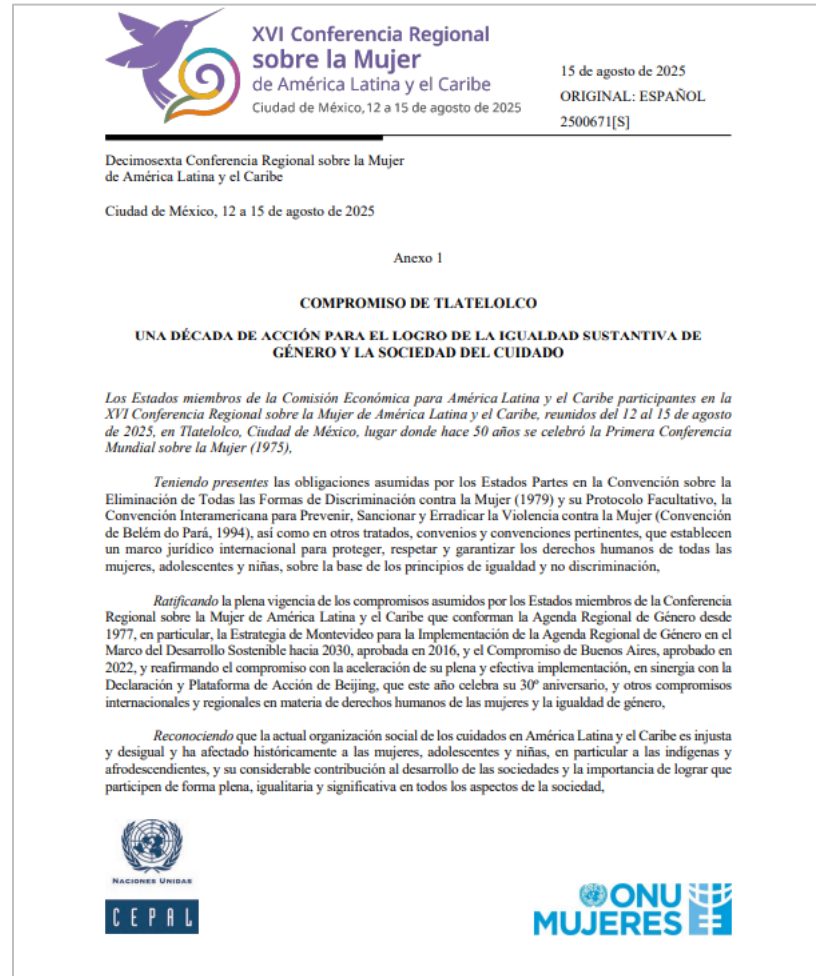 XVI Conferencia Regional
sobre la Mujer
de América Latina y el Caribe
Ciudad de México, 12 a 15 de agosto de 2025
15 de agosto de 2025
ORIGINAL: ESPAÑOL
2500671[S]
Decimosexta Conferencia Regional sobre la Mujer
de América Latina y el Caribe
Ciudad de México, 12 a 15 de agosto de 2025
Anexo 1
COMPROMISO DE TLATELOLCO
UNA DÉCADA DE ACCIÓN PARA EL LOGRO DE LA IGUALDAD SUSTANTIVA DE
GÉNERO Y LA SOCIEDAD DEL CUIDADO
Los Estados miembros de la Comisión Económica para América Latina y el Caribe participantes en la
XVI Conferencia Regional sobre la Mujer de América Latina y el Caribe, reunidos del 12 al 15 de agosto
de 2025, en Tlatelolco, Ciudad de México, lugar donde hace 50 años se celebró la Primera Conferencia
Mundial sobre la Mujer (1975),
Teniendo presentes las obligaciones asumidas por los Estados Partes en la Convención sobre la
Eliminación de Todas las Formas de Discriminación contra la Mujer (1979) y su Protocolo Facultativo, la
Convención Interamericana para Prevenir, Sancionar y Erradicar la Violencia contra la Mujer (Convención
de Belém do Pará, 1994), así como en otros tratados, convenios y convenciones pertinentes, que establecen
un marco jurídico internacional para proteger, respetar y garantizar los derechos humanos de todas las
mujeres, adolescentes y niñas, sobre la base de los principios de igualdad y no discriminación,
Ratificando la plena vigencia de los compromisos asumidos por los Estados miembros de la Conferencia
Regional sobre la Mujer de América Latina y el Caribe que conforman la Agenda Regional de Género desde
1977, en particular, la Estrategia de Montevideo para la Implementación de la Agenda Regional de Género en el
Marco del Desarrollo Sostenible hacia 2030, aprobada en 2016, y el Compromiso de Buenos Aires, aprobado en
2022, y reafirmando el compromiso con la aceleración de su plena y efectiva implementación, en sinergia con la
Declaración y Plataforma de Acción de Beijing, que este año celebra su 30º aniversario, y otros compromisos
internacionales y regionales en materia de derechos humanos de las mujeres y la igualdad de género,
Reconociendo que la actual organización social de los cuidados en América Latina y el Caribe es injusta
y desigual y ha afectado históricamente a las mujeres, adolescentes y niñas, en particular a las indígenas y
afrodescendientes, y su considerable contribución al desarrollo de las sociedades y la importancia de lograr que
participen de forma plena, igualitaria y significativa en todos los aspectos de la sociedad,
NACIONES UNIDAS
CEPAL
ONU
MUJERES